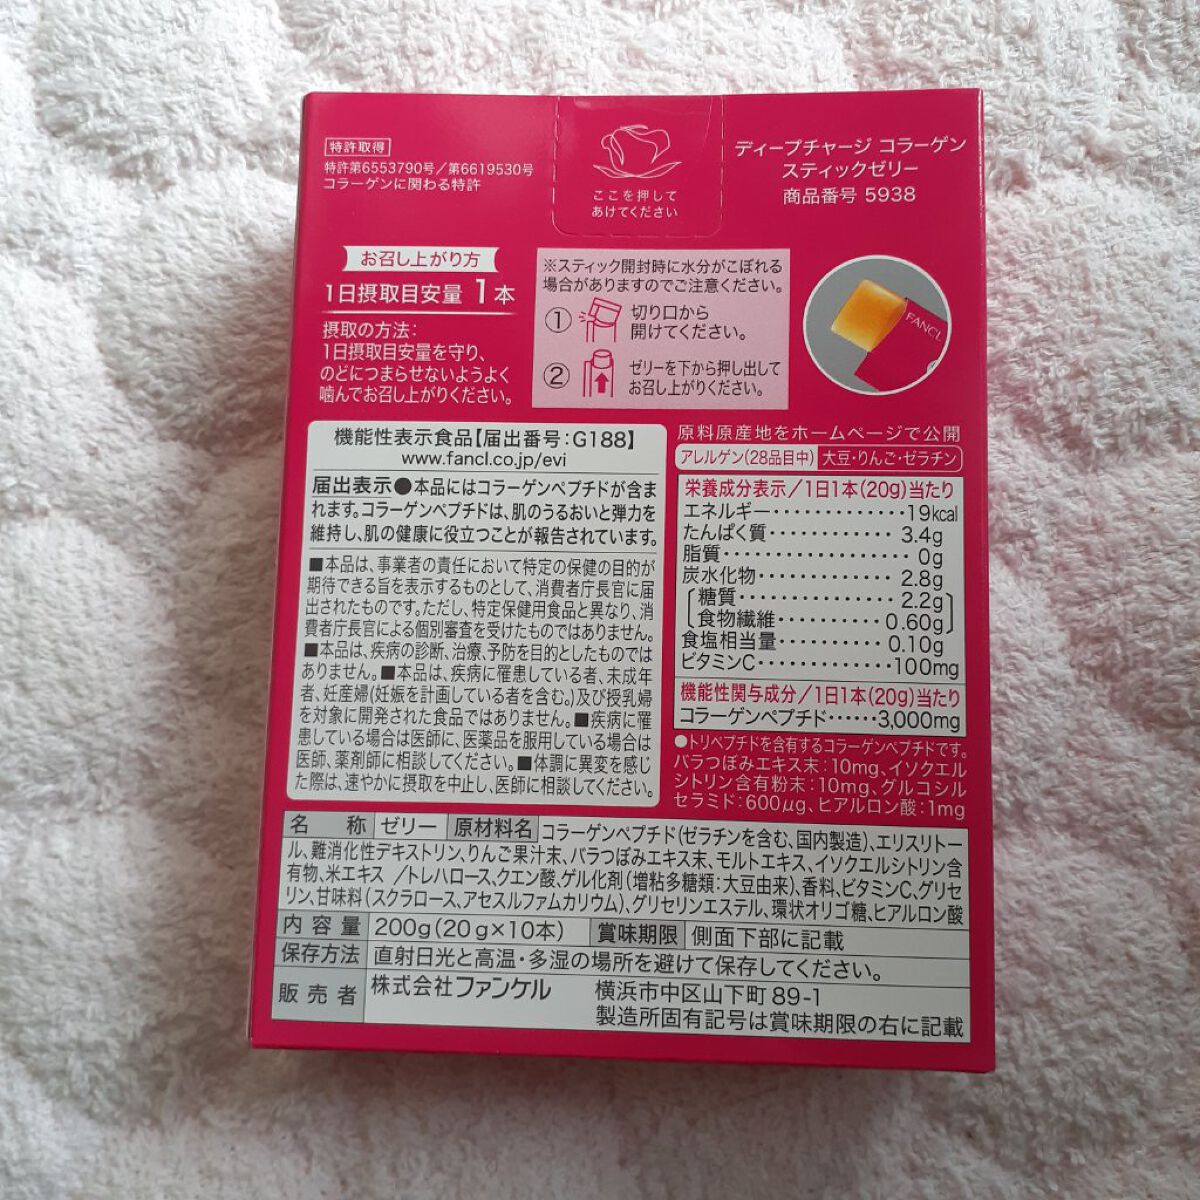 特許取得
特許第6553790号／第6619530号
コラーゲンに関わる特許
ここを押して
あけてください
ディープチャージ コラーゲン
スティックゼリー
商品番号 5938
お召し上がり方
1日摂取目安量 1本
摂取の方法：
1日摂取目安量を守り、
のどにつまらせないようよく
噛んでお召し上がりください。
※スティック開封時に水分がこぼれる
場合がありますのでご注意ください。
① 切り口から
開けてください。
② ゼリーを下から押し出して
お召し上がりください。
FANCL
機能性表示食品【届出番号：G188】
www.fancl.co.jp/evi
届出表示●本品にはコラーゲンペプチドが含ま
れます。コラーゲンペプチドは、肌のうるおいと弾力を
維持し、肌の健康に役立つことが報告されています。
■本品は、事業者の責任において特定の保健の目的が
期待できる旨を表示するものとして、消費者庁長官に届
出されたものです。ただし、特定保健用食品と異なり、消
費者庁長官による個別審査を受けたものではありません。
■本品は、疾病の診断、治療、予防を目的としたものでは
ありません。■本品は、疾病に罹患している者、未成年
者、妊産婦(妊娠を計画している者を含む。)及び授乳婦
を対象に開発された食品ではありません。■疾病に罹
患している場合は医師に、医薬品を服用している場合は
医師、薬剤師に相談してください。■体調に異変を感じ
た際は、速やかに摂取を中止し、医師に相談してください。
原料原産地をホームページで公開
アレルゲン(28品目中) 大豆・りんご・ゼラチン
栄養成分表示／1日1本(20g)当たり
エネルギー・・・・・・・・・・・・・19kcal
たんぱく質・・・・・・・・・・・・3.4g
脂質・・・・・・・・・・・・・・・・・・0g
炭水化物・・・・・・・・・・・・・・2.8g
糖質・・・・・・・・・・・・・・・2.2g
食物繊維・・・・・・・・・・0.60g
食塩相当量・・・・・・・・・・0.10g
ビタミンC・・・・・・・・・・・・・100mg
機能性関与成分／1日1本(20g)当たり
コラーゲンペプチド・・・・・・3,000mg
●トリペプチドを含有するコラーゲンペプチドです。
バラつぼみエキス末：10mg、イソクエル
シトリン含有粉末：10mg、グルコシル
セラミド：600μg、ヒアルロン酸：1mg
名 称 ゼリー 原材料名 コラーゲンペプチド(ゼラチンを含む、国内製造)、エリスリトー
ル、難消化性デキストリン、りんご果汁末、バラつぼみエキス末、モルトエキス、イソクエルシトリン含
有物、米エキス ／トレハロース、クエン酸、ゲル化剤(増粘多糖類：大豆由来)、香料、ビタミンC、グリセ
リン、甘味料(スクラロース、アセスルファムカリウム)、グリセリンエステル、環状オリゴ糖、ヒアルロン酸
内容量 200g(20g×10本) 賞味期限 側面下部に記載
保存方法 直射日光と高温・多湿の場所を避けて保存してください。
販売者 株式会社ファンケル 横浜市中区山下町89-1
製造所固有記号は賞味期限の右に記載